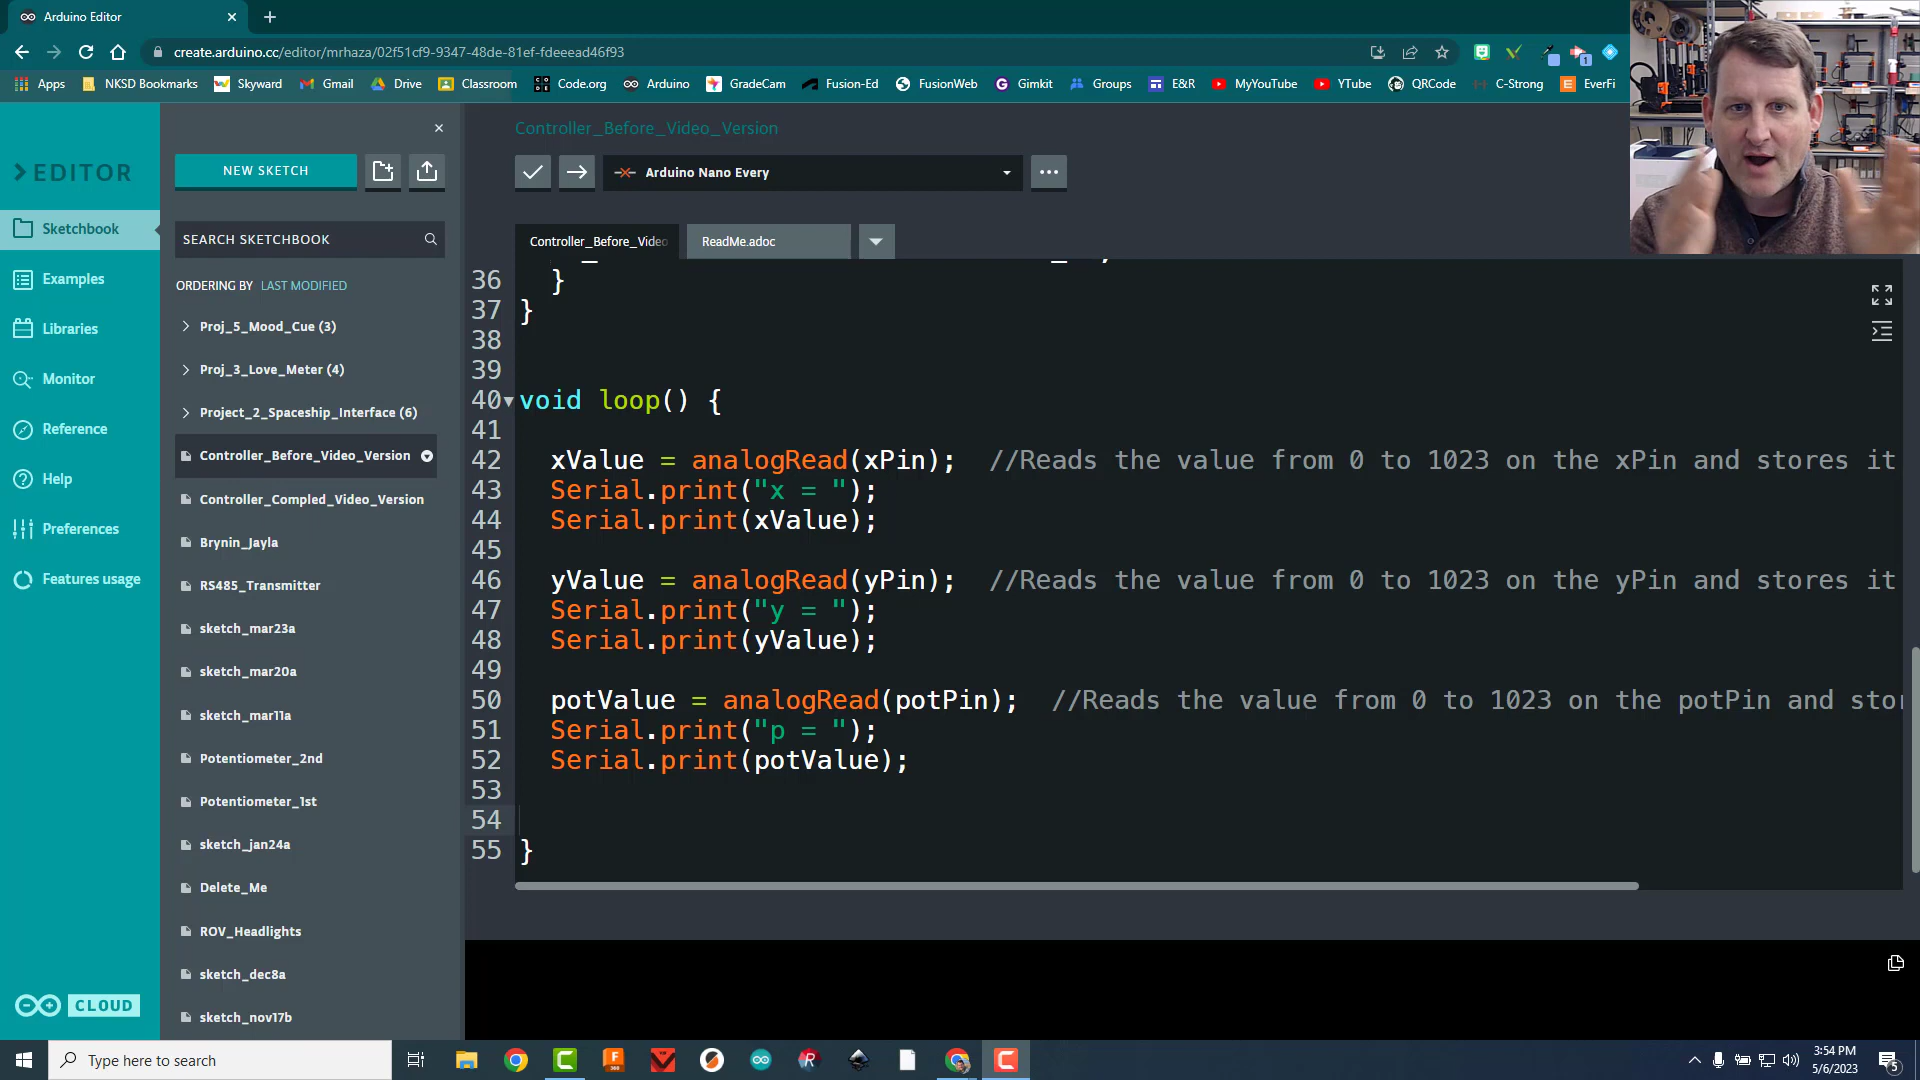 Arduino Editor
create.arduino.cc/editor/mrhaza/02f51cf9-9347-48de-81ef-fdeeead46f93
1
Apps NKSD Bookmarks Skyward Gmail Drive Classroom Code.org Arduino GradeCam Fusion-Ed FusionWeb Gimkit Groups E&R MyYouTube YTube QRCode C-Strong EverFi
EDITOR
Sketchbook
Examples
Libraries
Monitor
Reference
Help
Preferences
Features usage
CLOUD
NEW SKETCH
SEARCH SKETCHBOOK
ORDERING BY LAST MODIFIED
Proj_5_Mood_Cue (3)
Proj_3_Love_Meter (4)
Project_2_Spaceship_Interface (6)
Controller_Before_Video_Version
Controller_Compled_Video_Version
Brynin_Jayla
RS485_Transmitter
sketch_mar23a
sketch_mar20a
sketch_mar11a
Potentiometer_2nd
Potentiometer_1st
sketch_jan24a
Delete_Me
ROV_Headlights
sketch_dec8a
sketch_nov17b
Controller_Before_Video_Version
Arduino Nano Every
Controller_Before_Video ReadMe.adoc
36 }
37 }
38
39
40 void loop() {
41
42 xValue = analogRead(xPin); //Reads the value from 0 to 1023 on the xPin and stores it
43 Serial.print("x = ");
44 Serial.print(xValue);
45
46 yValue = analogRead(yPin); //Reads the value from 0 to 1023 on the yPin and stores it
47 Serial.print("y = ");
48 Serial.print(yValue);
49
50 potValue = analogRead(potPin); //Reads the value from 0 to 1023 on the potPin and stor
51 Serial.print("p = ");
52 Serial.print(potValue);
53
54
55 }
Type here to search
3:54 PM
5/6/2023
5